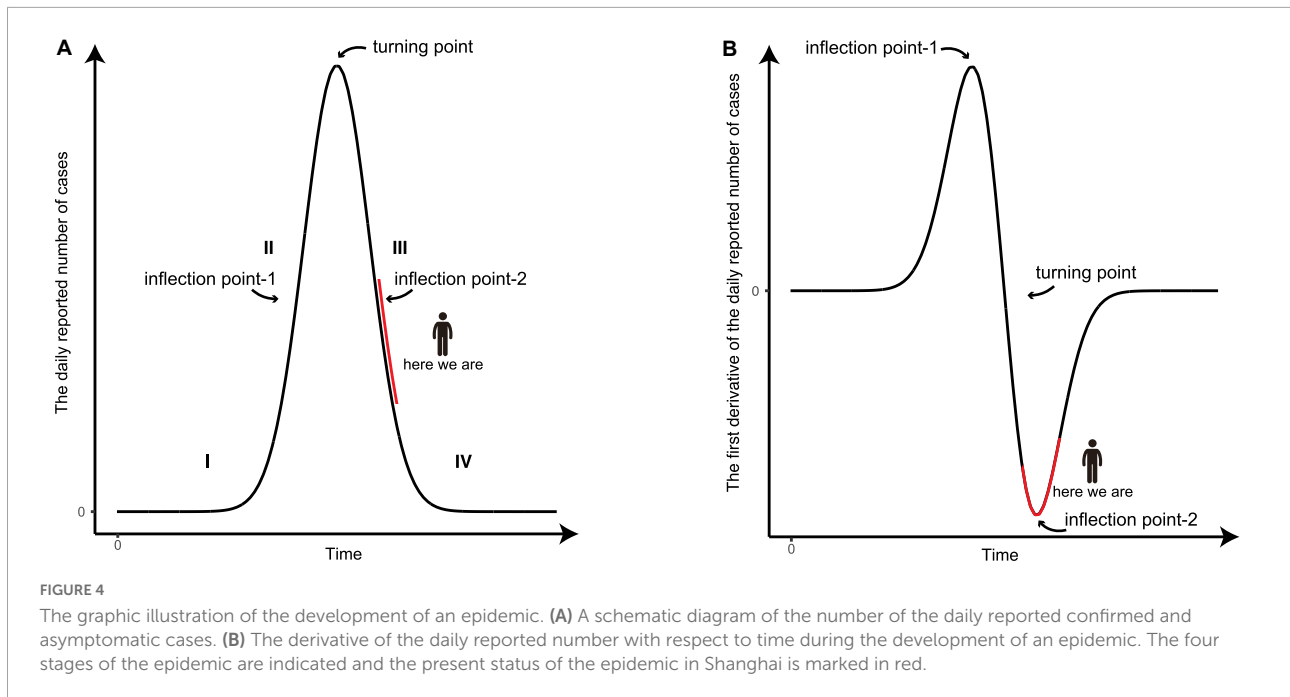 A
turning point
The daily reported number of cases
II
III
inflection point-1
inflection point-2
here we are
I
IV
0
0
Time
B
inflection point-1
The first derivative of the daily reported number of cases
0
turning point
here we are
inflection point-2
0
Time
FIGURE 4
The graphic illustration of the development of an epidemic. (A) A schematic diagram of the number of the daily reported confirmed and
asymptomatic cases. (B) The derivative of the daily reported number with respect to time during the development of an epidemic. The four
stages of the epidemic are indicated and the present status of the epidemic in Shanghai is marked in red.